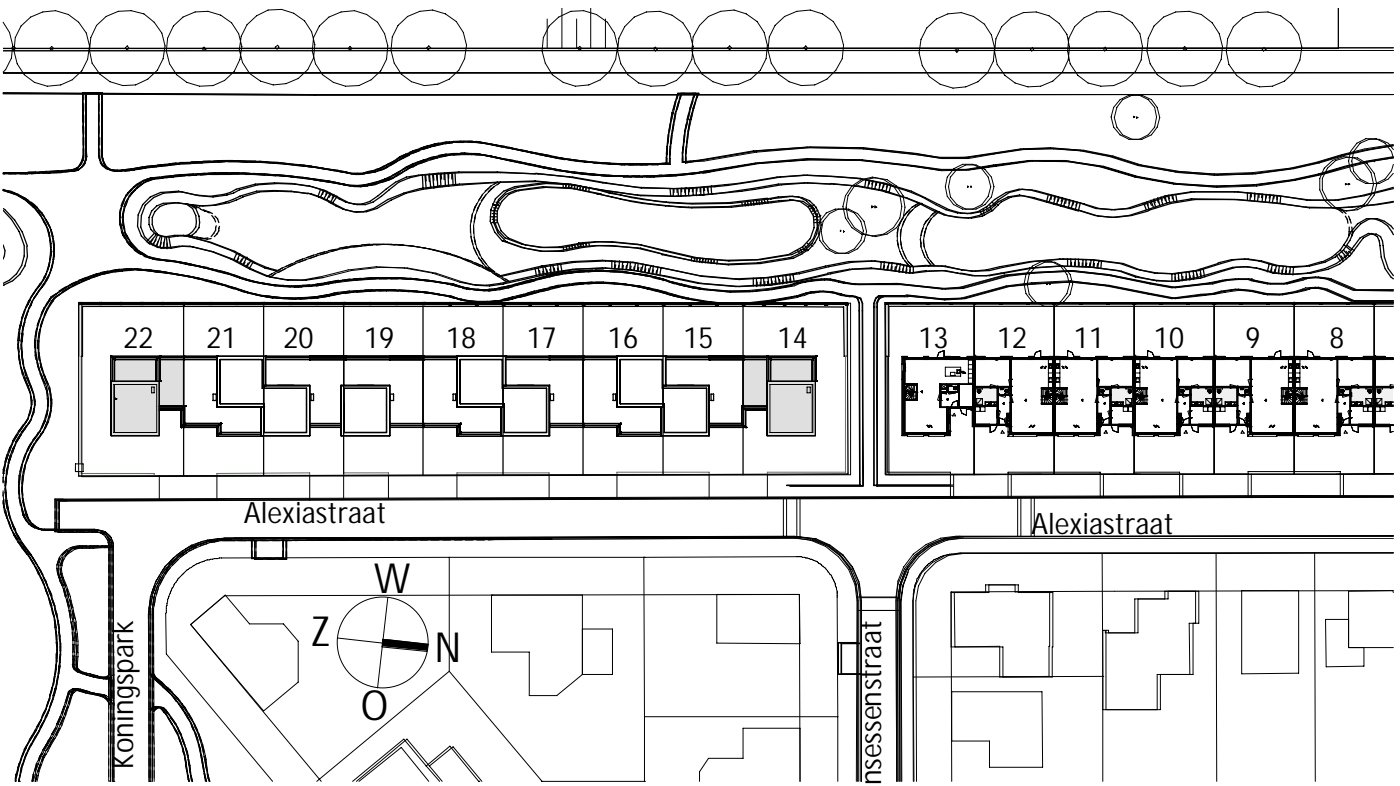 22 21 20 19 18 17 16 15 14 13 12 11 10 9 8
Alexiastraat
Alexiastraat
W
Z
N
O
Koningspark
nsessenstraat